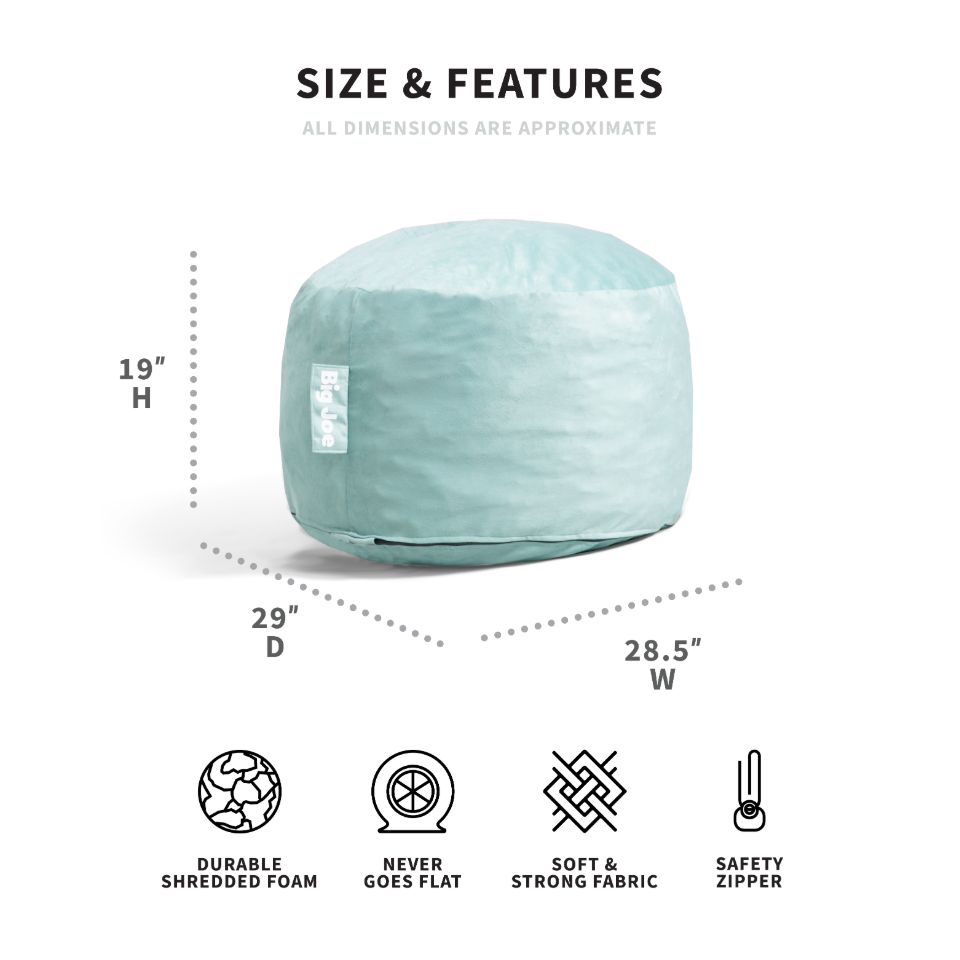 SIZE & FEATURES
ALL DIMENSIONS ARE APPROXIMATE
19"
H
Big Joe
29"
D
28.5"
W
DURABLE
SHREDDED FOAM
NEVER
GOES FLAT
SOFT &
STRONG FABRIC
SAFETY
ZIPPER